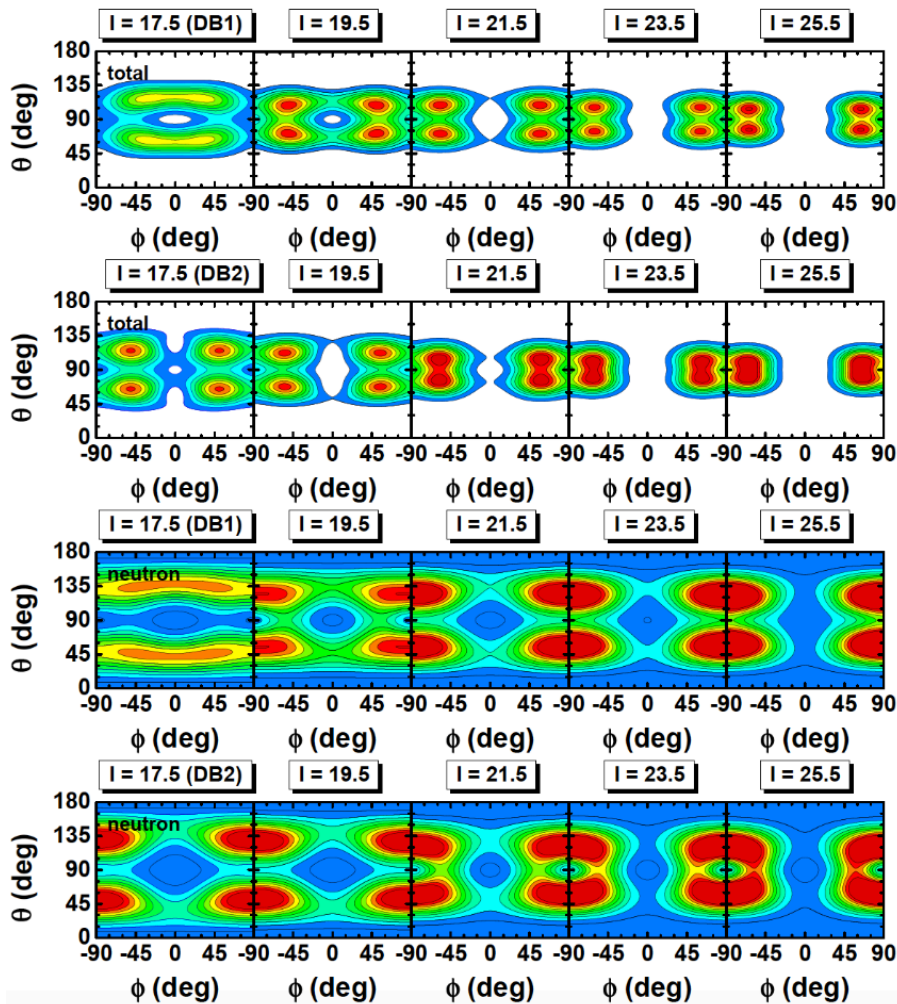 I = 17.5 (DB1) I = 19.5 I = 21.5 I = 23.5 I = 25.5
180
total
135
90
45
0
θ (deg)
-90 -45 0 45 -90 -45 0 45 -90 -45 0 45 -90 -45 0 45 -90 -45 0 45 90
ϕ (deg) ϕ (deg) ϕ (deg) ϕ (deg) ϕ (deg)
I = 17.5 (DB2) I = 19.5 I = 21.5 I = 23.5 I = 25.5
180
total
135
90
45
0
θ (deg)
-90 -45 0 45 -90 -45 0 45 -90 -45 0 45 -90 -45 0 45 -90 -45 0 45 90
ϕ (deg) ϕ (deg) ϕ (deg) ϕ (deg) ϕ (deg)
I = 17.5 (DB1) I = 19.5 I = 21.5 I = 23.5 I = 25.5
180
neutron
135
90
45
0
θ (deg)
-90 -45 0 45 -90 -45 0 45 -90 -45 0 45 -90 -45 0 45 -90 -45 0 45 90
ϕ (deg) ϕ (deg) ϕ (deg) ϕ (deg) ϕ (deg)
I = 17.5 (DB2) I = 19.5 I = 21.5 I = 23.5 I = 25.5
180
neutron
135
90
45
0
θ (deg)
-90 -45 0 45 -90 -45 0 45 -90 -45 0 45 -90 -45 0 45 -90 -45 0 45 90
ϕ (deg) ϕ (deg) ϕ (deg) ϕ (deg) ϕ (deg)